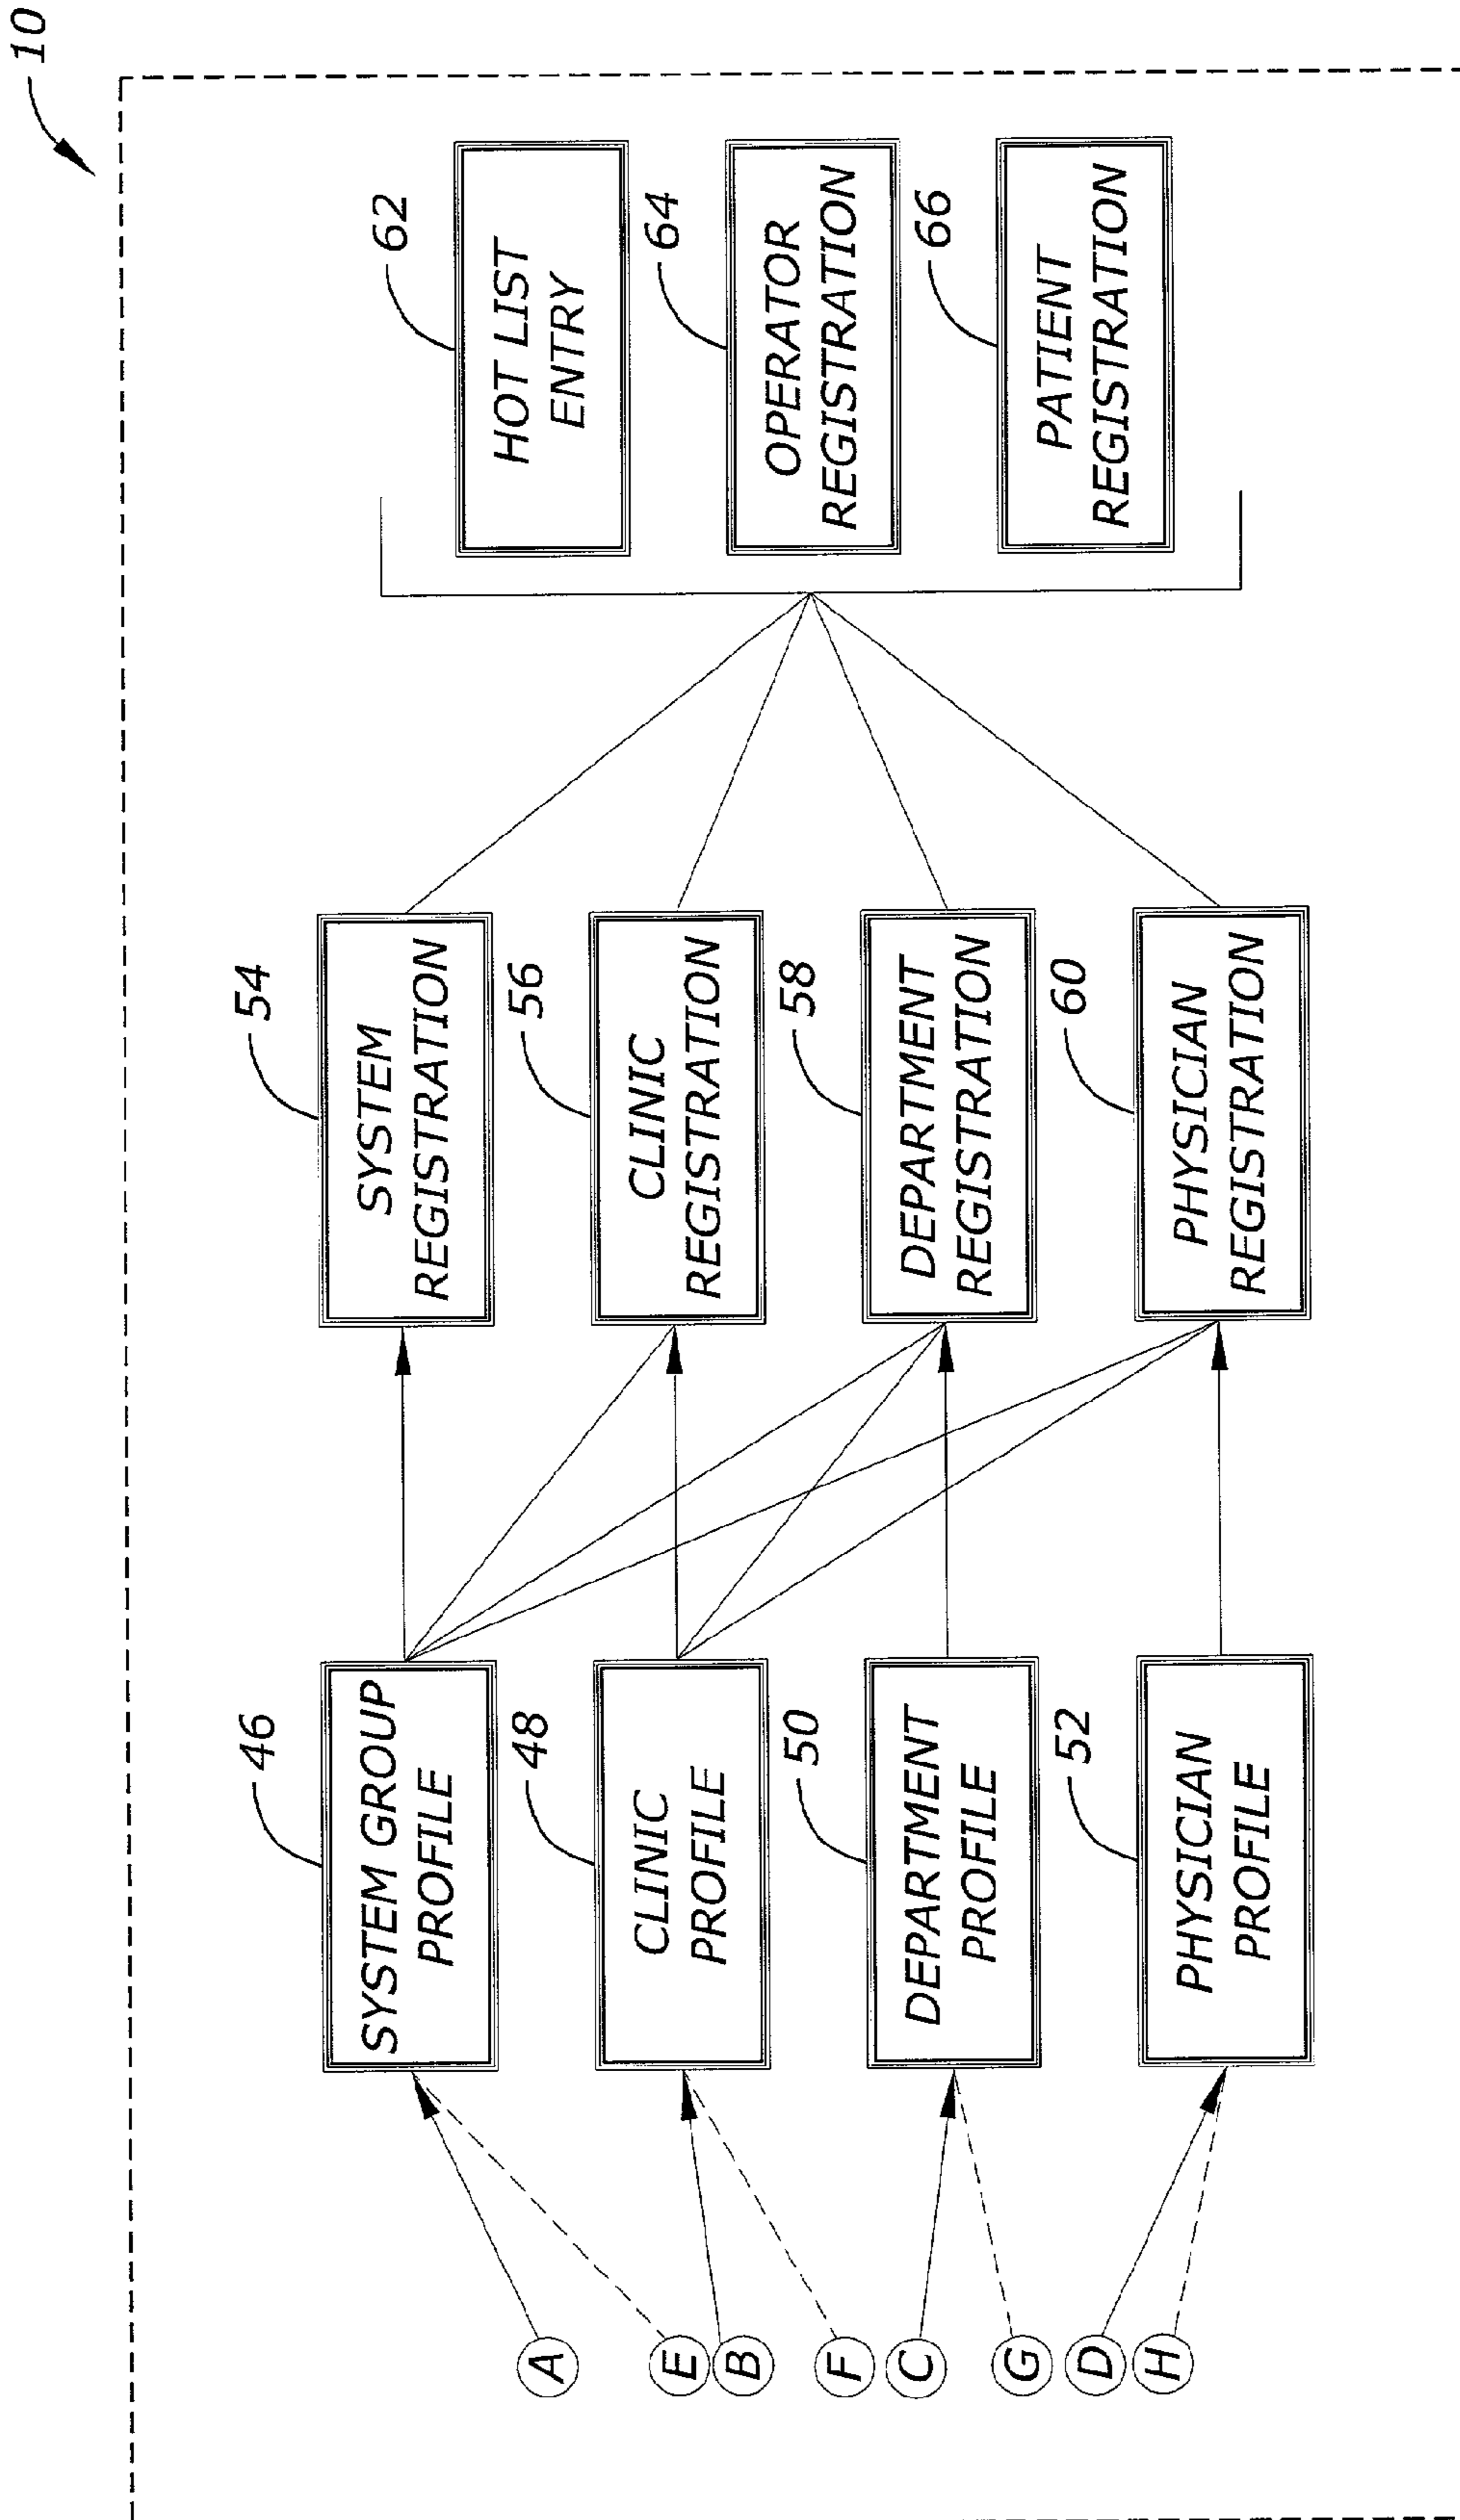 10
A
E
B
F
C
G
D
H
46
SYSTEM GROUP
PROFILE
48
CLINIC
PROFILE
50
DEPARTMENT
PROFILE
52
PHYSICIAN
PROFILE
54
SYSTEM
REGISTRATION
56
CLINIC
REGISTRATION
58
DEPARTMENT
REGISTRATION
60
PHYSICIAN
REGISTRATION
62
HOT LIST
ENTRY
64
OPERATOR
REGISTRATION
66
PATIENT
REGISTRATION